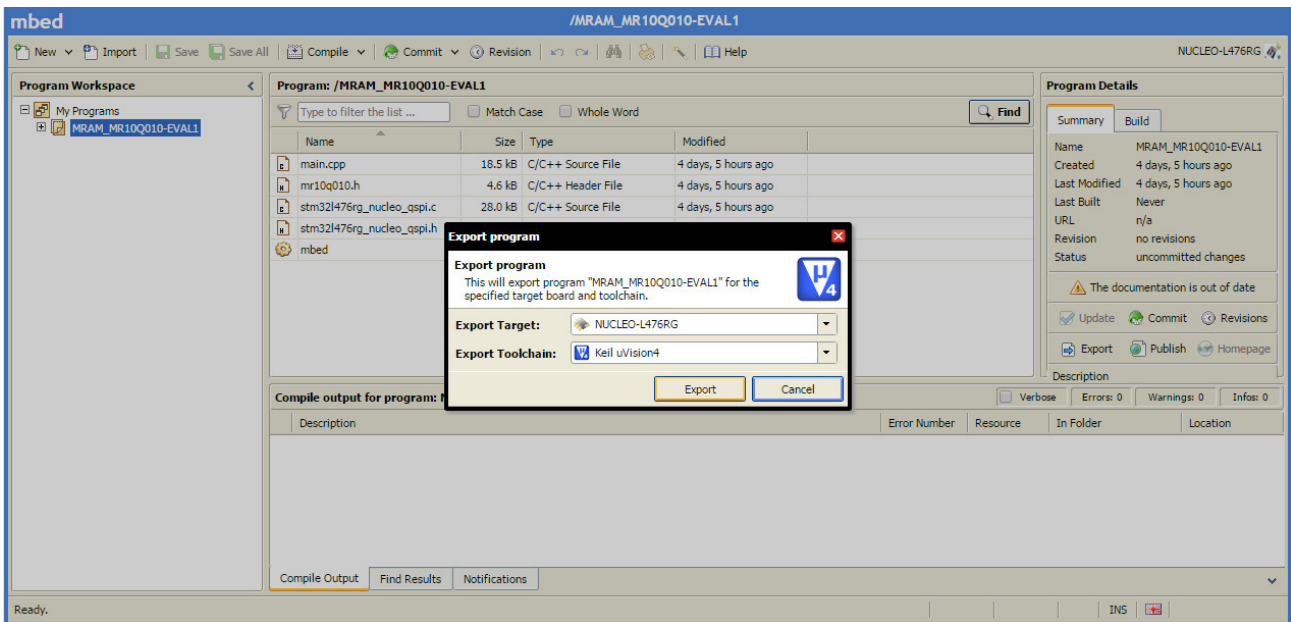 mbed /MRAM_MR10Q010-EVAL1
New Import Save Save All Compile Commit Revision Help NUCLEO-L476RG
Program Workspace
My Programs
MRAM_MR10Q010-EVAL1
Program: /MRAM_MR10Q010-EVAL1
Type to filter the list ... Match Case Whole Word Find
Name Size Type Modified
main.cpp 18.5 kB C/C++ Source File 4 days, 5 hours ago
mr10q010.h 4.6 kB C/C++ Header File 4 days, 5 hours ago
stm32l476rg_nucleo_qspi.c 28.0 kB C/C++ Source File 4 days, 5 hours ago
stm32l476rg_nucleo_qspi.h
mbed
Export program
Export program
This will export program "MRAM_MR10Q010-EVAL1" for the
specified target board and toolchain.
µ
V4
Export Target: NUCLEO-L476RG
Export Toolchain: Keil uVision4
Export Cancel
Program Details
Summary Build
Name MRAM_MR10Q010-EVAL1
Created 4 days, 5 hours ago
Last Modified 4 days, 5 hours ago
Last Built Never
URL n/a
Revision no revisions
Status uncommitted changes
The documentation is out of date
Update Commit Revisions
Export Publish Homepage
Description
Compile output for program: Verbose Errors: 0 Warnings: 0 Infos: 0
Description Error Number Resource In Folder Location
Compile Output Find Results Notifications
Ready. INS